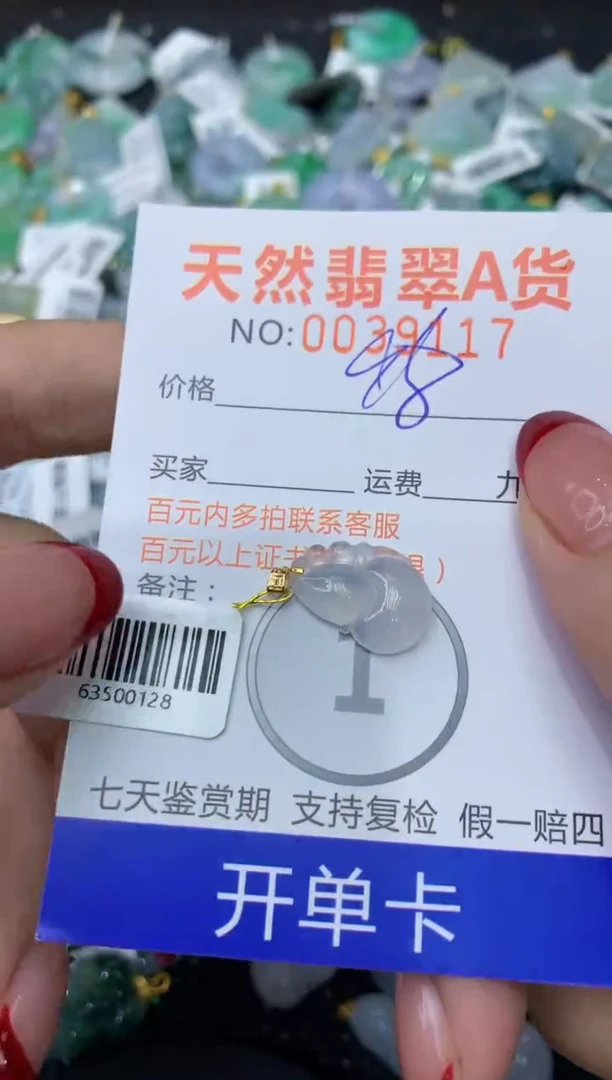 天然翡翠A货
NO:0039117
价格
买家 运费 九
百元内多拍联系客服
百元以上证书 退)
备注:
63500128
1
七天鉴赏期 支持复检 假一赔四
开单卡